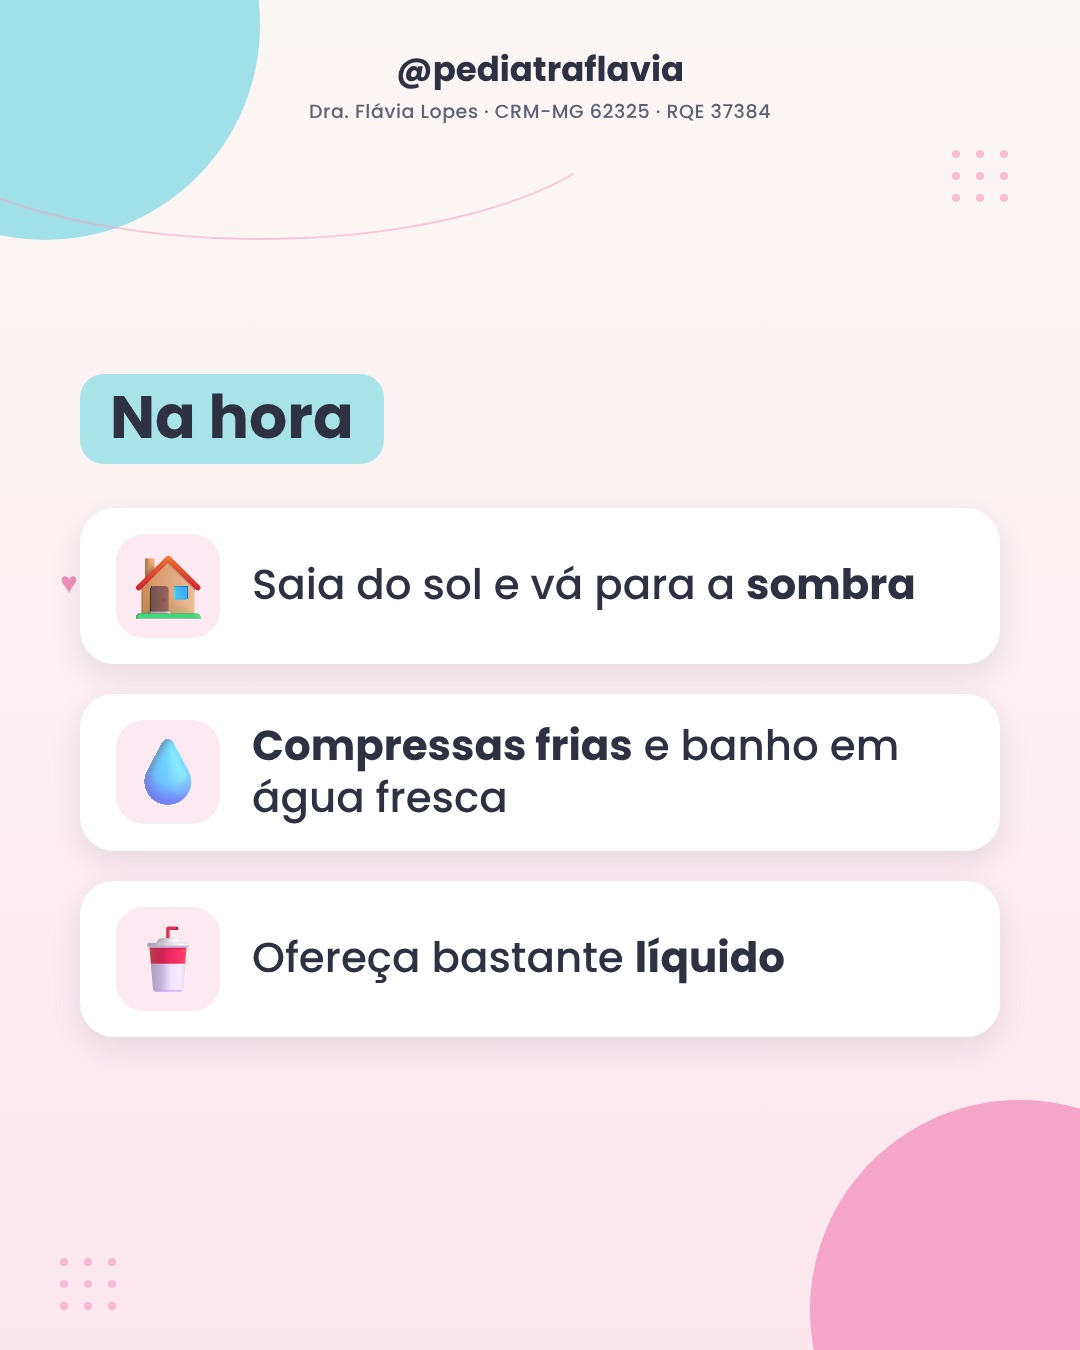 @pediatraflavia
Dra. Flávia Lopes · CRM-MG 62325 · RQE 37384
Na hora
Saia do sol e vá para a sombra
Compressas frias e banho em
água fresca
Ofereça bastante líquido